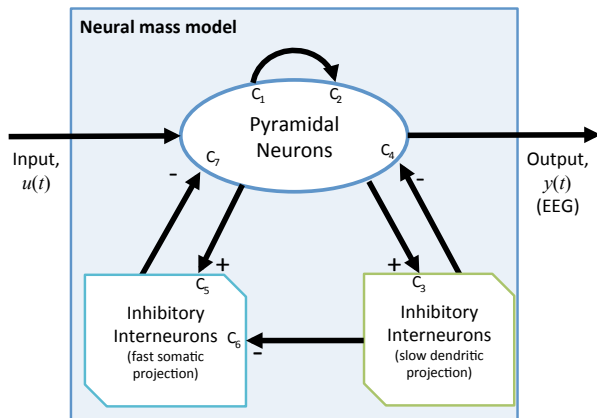 Neural mass model
C₁ C₂
Pyramidal
Neurons
C₇
C₄
Input,
u(t)
Output,
y(t)
(EEG)
-
-
+
+
C₅
C₃
Inhibitory
Interneurons
(fast somatic
projection)
C₆
-
Inhibitory
Interneurons
(slow dendritic
projection)